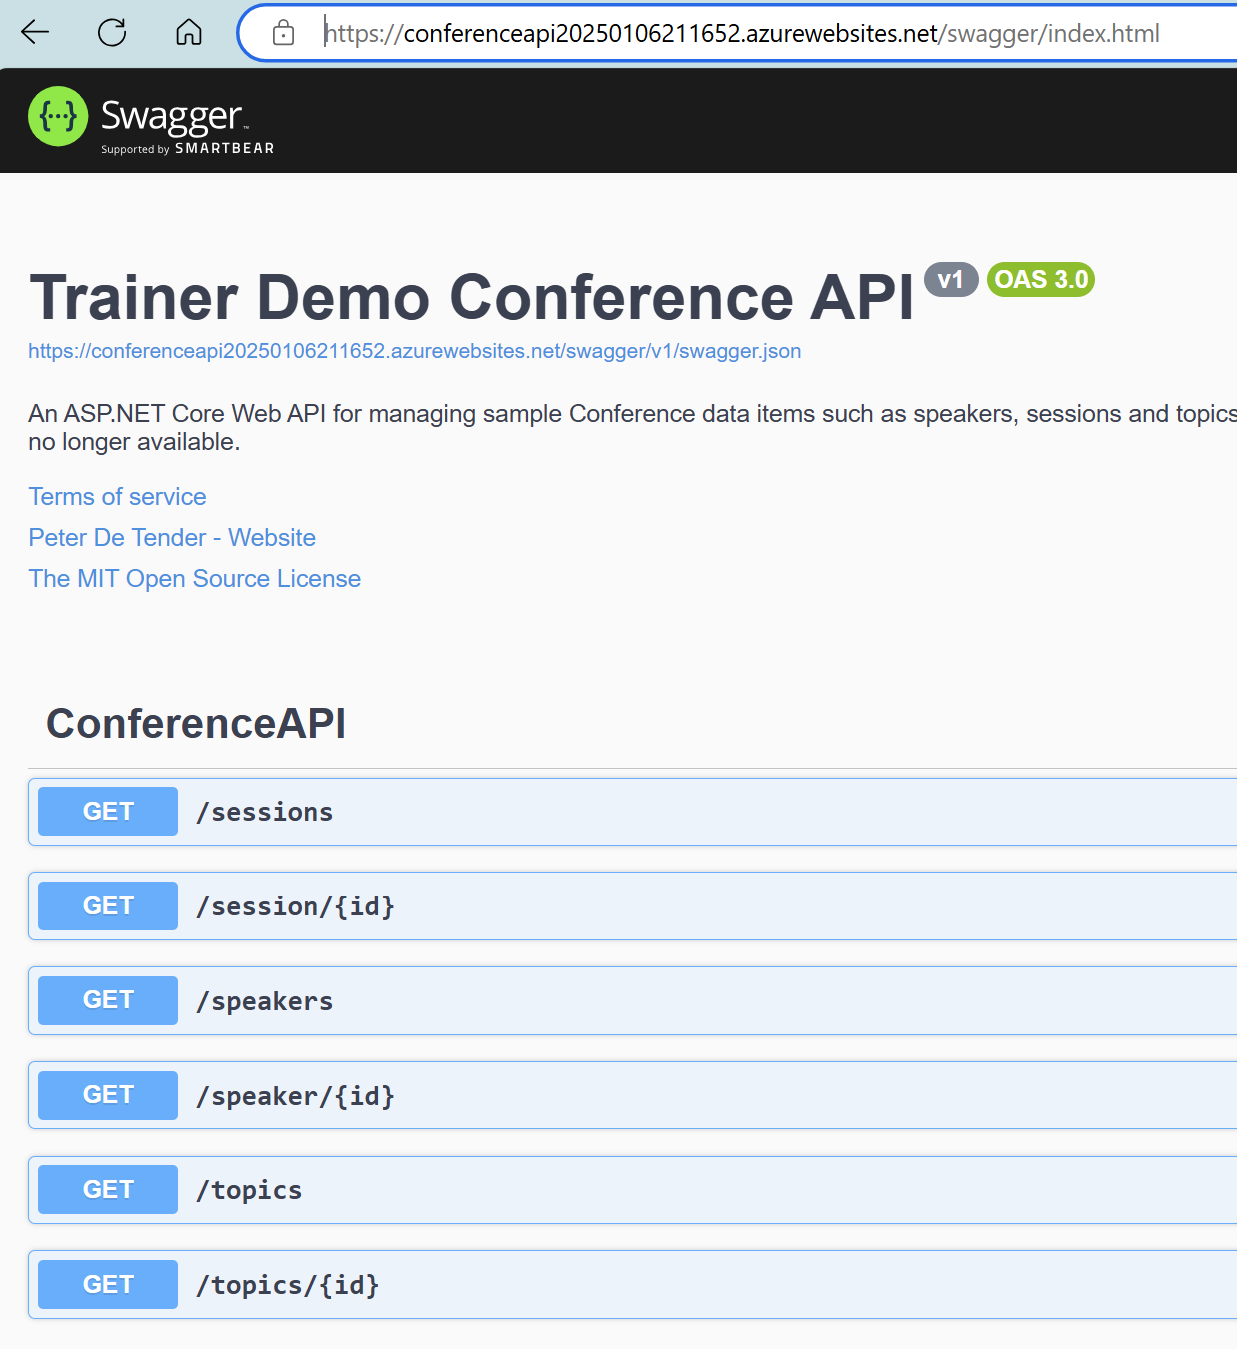 https://conferenceapi20250106211652.azurewebsites.net/swagger/index.html
{···} Swagger™
Supported by SMARTBEAR
Trainer Demo Conference API v1 OAS 3.0
https://conferenceapi20250106211652.azurewebsites.net/swagger/v1/swagger.json
An ASP.NET Core Web API for managing sample Conference data items such as speakers, sessions and topics
no longer available.
Terms of service
Peter De Tender - Website
The MIT Open Source License
ConferenceAPI
GET /sessions
GET /session/{id}
GET /speakers
GET /speaker/{id}
GET /topics
GET /topics/{id}